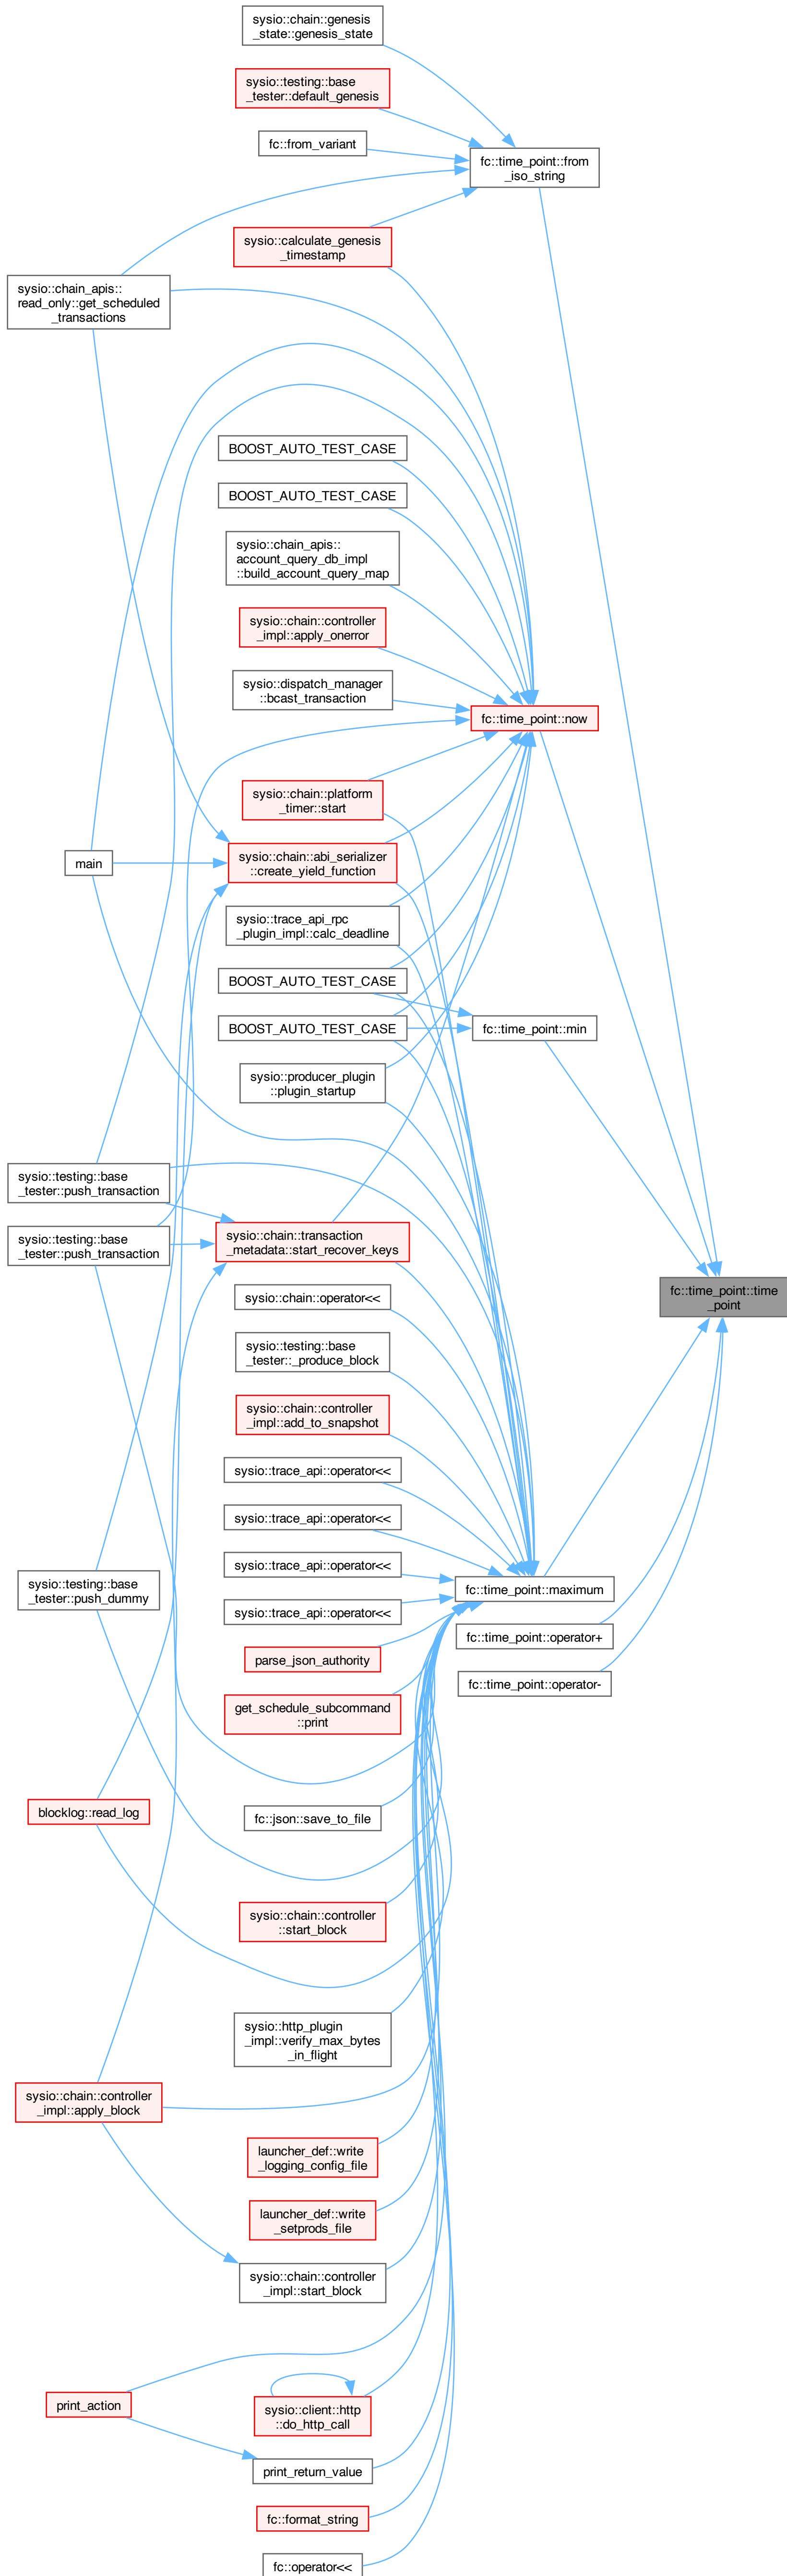 sysio::chain::genesis
_state::genesis_state
sysio::testing::base
_tester::default_genesis
fc::from_variant
fc::time_point::from
_iso_string
sysio::calculate_genesis
_timestamp
sysio::chain_apis::
read_only::get_scheduled
_transactions
BOOST_AUTO_TEST_CASE
BOOST_AUTO_TEST_CASE
sysio::chain_apis::
account_query_db_impl
::build_account_query_map
sysio::chain::controller
_impl::apply_onerror
sysio::dispatch_manager
::bcast_transaction
fc::time_point::now
sysio::chain::platform
_timer::start
main
sysio::chain::abi_serializer
::create_yield_function
sysio::trace_api_rpc
_plugin_impl::calc_deadline
BOOST_AUTO_TEST_CASE
BOOST_AUTO_TEST_CASE
fc::time_point::min
sysio::producer_plugin
::plugin_startup
sysio::testing::base
_tester::push_transaction
sysio::testing::base
_tester::push_transaction
sysio::chain::transaction
_metadata::start_recover_keys
fc::time_point::time
_point
sysio::chain::operator<<
sysio::testing::base
_tester::_produce_block
sysio::chain::controller
_impl::add_to_snapshot
sysio::trace_api::operator<<
sysio::trace_api::operator<<
sysio::trace_api::operator<<
sysio::trace_api::operator<<
sysio::testing::base
_tester::push_dummy
fc::time_point::maximum
fc::time_point::operator+
fc::time_point::operator-
parse_json_authority
get_schedule_subcommand
::print
blocklog::read_log
fc::json::save_to_file
sysio::chain::controller
::start_block
sysio::http_plugin
_impl::verify_max_bytes
_in_flight
sysio::chain::controller
_impl::apply_block
launcher_def::write
_logging_config_file
launcher_def::write
_setprods_file
sysio::chain::controller
_impl::start_block
print_action
sysio::client::http
::do_http_call
print_return_value
fc::format_string
fc::operator<<